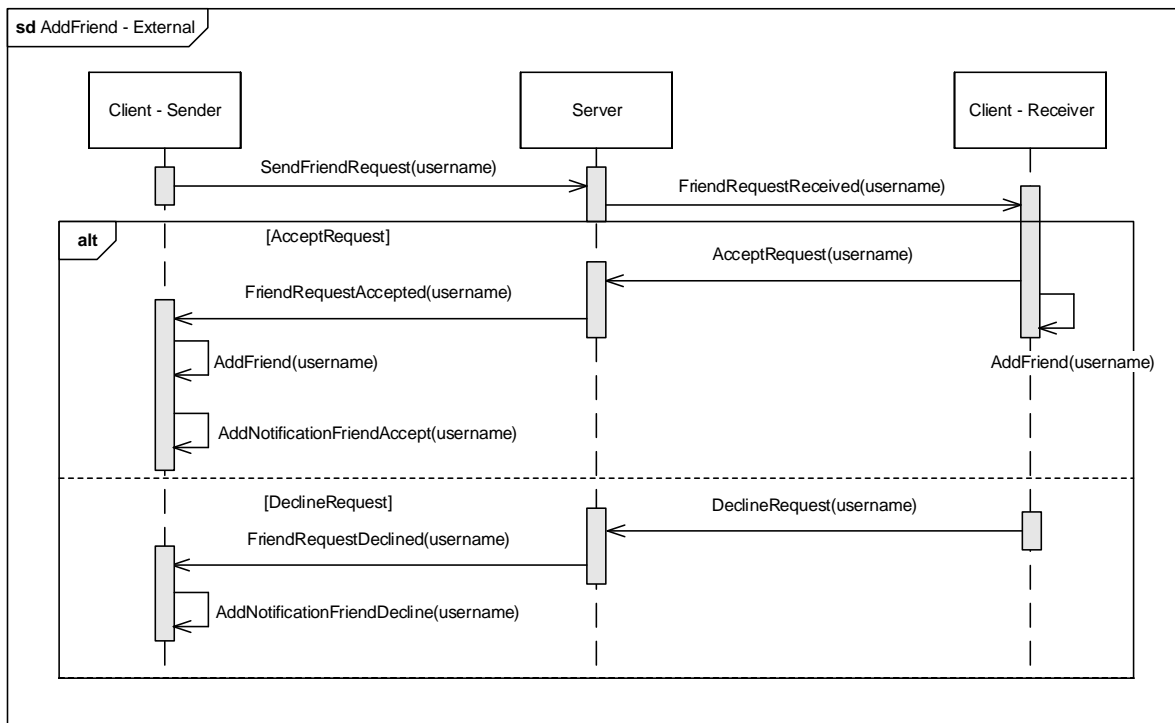 sd AddFriend - External
Client - Sender
Server
Client - Receiver
SendFriendRequest(username)
FriendRequestReceived(username)
alt
[AcceptRequest]
AcceptRequest(username)
FriendRequestAccepted(username)
AddFriend(username)
AddFriend(username)
AddNotificationFriendAccept(username)
[DeclineRequest]
DeclineRequest(username)
FriendRequestDeclined(username)
AddNotificationFriendDecline(username)